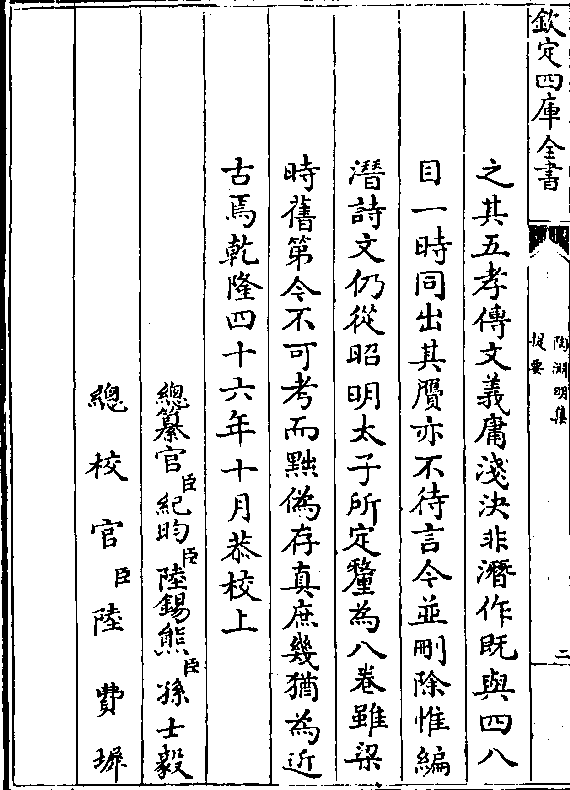 欽定四庫全書
陶淵明集
提要
二
之其五孝傳文義庸淺決非潛作既與四八
目一時同出其贋亦不待言今並刪除惟編
潛詩文仍從昭明太子所定釐為八卷雖梁
時舊第今不可考而黜偽存真庶幾猶為近
古焉乾隆四十六年十月恭校上
總纂官臣紀昀臣陸錫熊臣孫士毅
總校官臣陸費墀